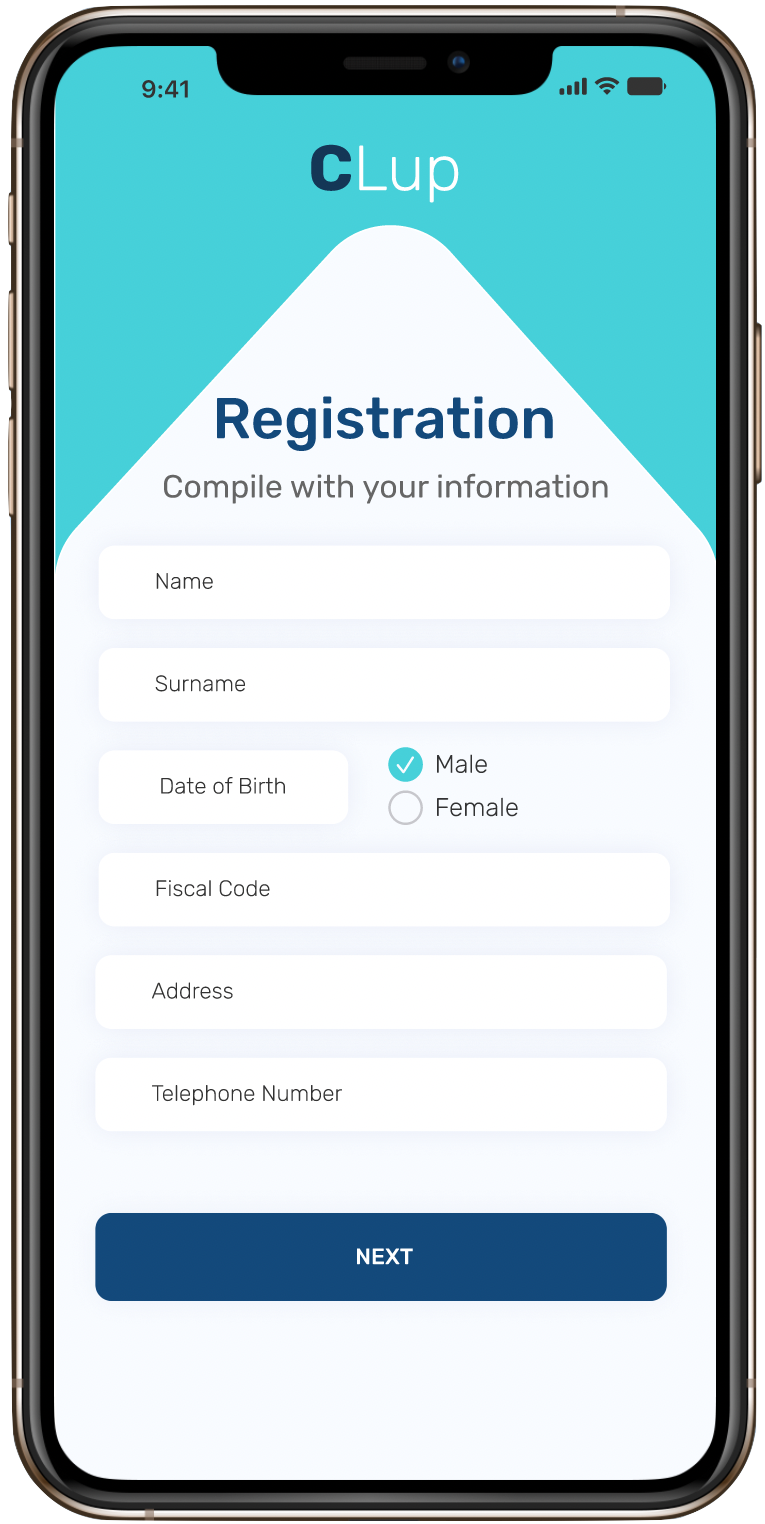 9:41
CLup
Registration
Compile with your information
Name
Surname
Date of Birth
Male
Female
Fiscal Code
Address
Telephone Number
NEXT